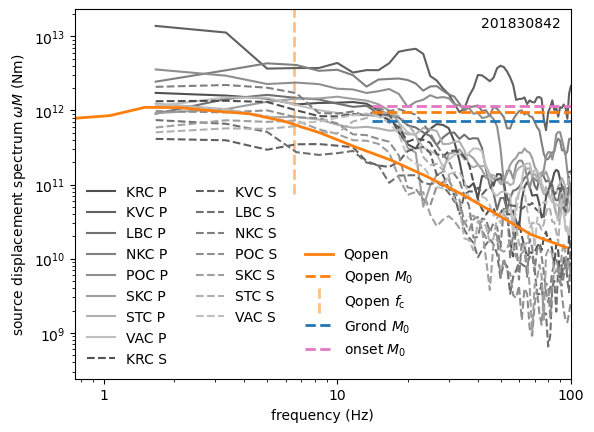 201830842
source displacement spectrum ωM (Nm)
10¹³
10¹²
10¹¹
10¹⁰
10⁹
KRC P
KVC P
LBC P
NKC P
POC P
SKC P
STC P
VAC P
KRC S
KVC S
LBC S
NKC S
POC S
SKC S
STC S
VAC S
Qopen
Qopen M₀
Qopen f_c
Grond M₀
onset M₀
1
10
100
frequency (Hz)